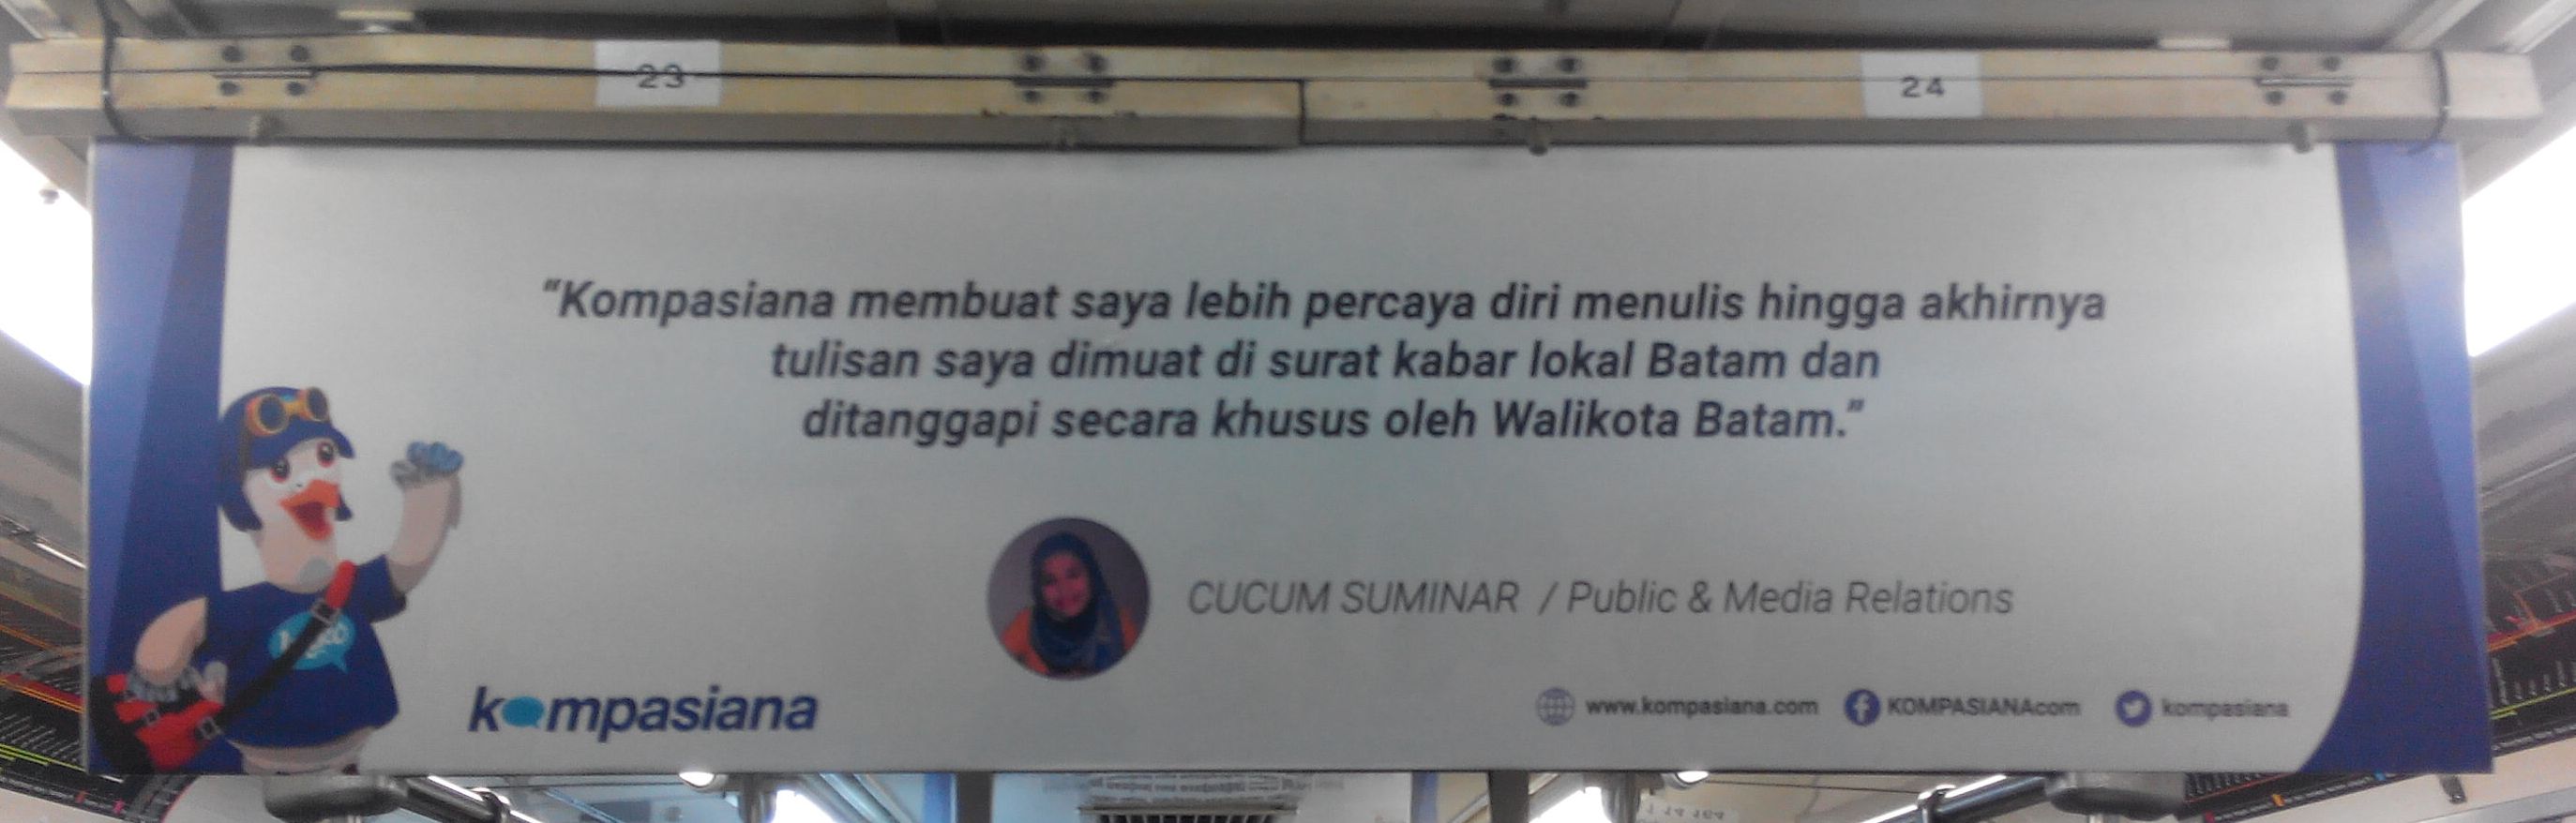 23
24
“Kompasiana membuat saya lebih percaya diri menulis hingga akhirnya
tulisan saya dimuat di surat kabar lokal Batam dan
ditanggapi secara khusus oleh Walikota Batam.”
CUCUM SUMINAR / Public & Media Relations
kompasiana
www.kompasiana.com KOMPASIANAcom kompasiana